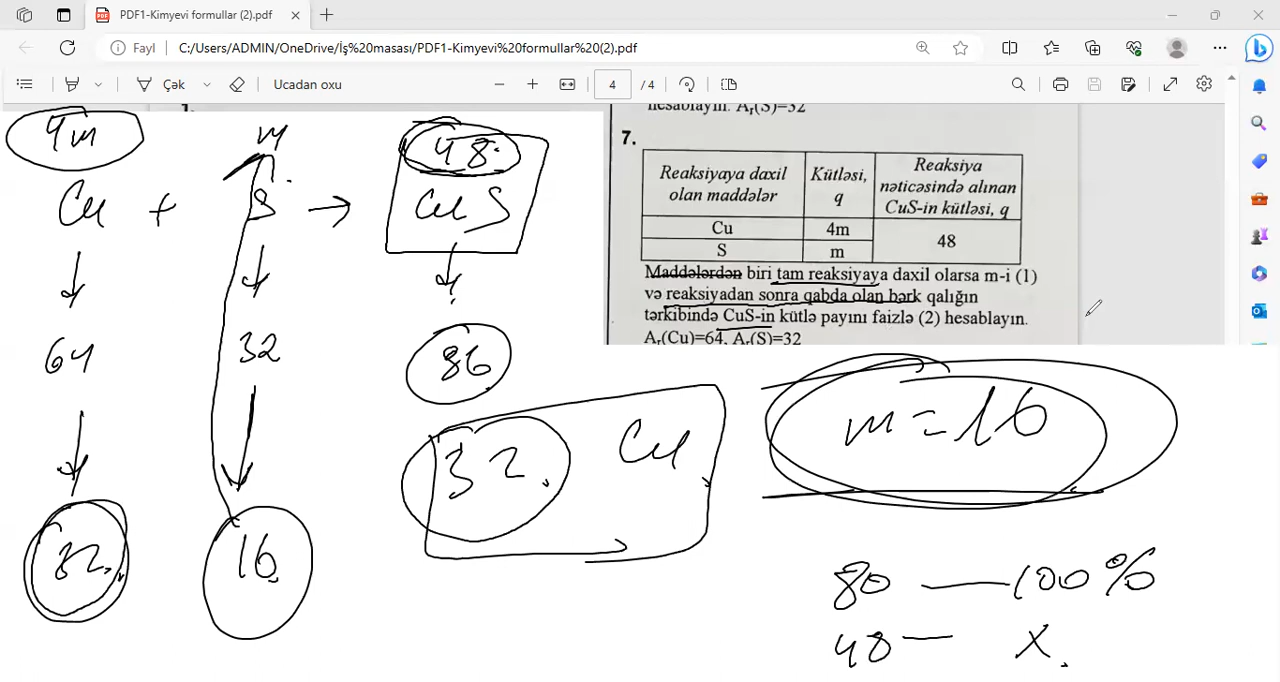 PDF1-Kimyevi formullar (2).pdf
Fayl
C:/Users/ADMIN/OneDrive/İş%20masası/PDF1-Kimyevi%20formullar%20(2).pdf
Çək
Ucadan oxu
4 / 4
hesablayın. Ar(S)=32
7.
Reaksiyaya daxil olan maddələr
Kütləsi, q
Reaksiya nəticəsində alınan CuS-in kütləsi, q
Cu 4m 48
S m
Maddələrdən biri tam reaksiyaya daxil olarsa m-i (1)
və reaksiyadan sonra qabda olan bərk qalığın
tərkibində CuS-in kütlə payını faizlə (2) hesablayın.
Ar(Cu)=64, Ar(S)=32
4m m 48
Cu + S → CuS
64 32 86
32 16
32 Cu
m=16
80 — 100%
48 — X